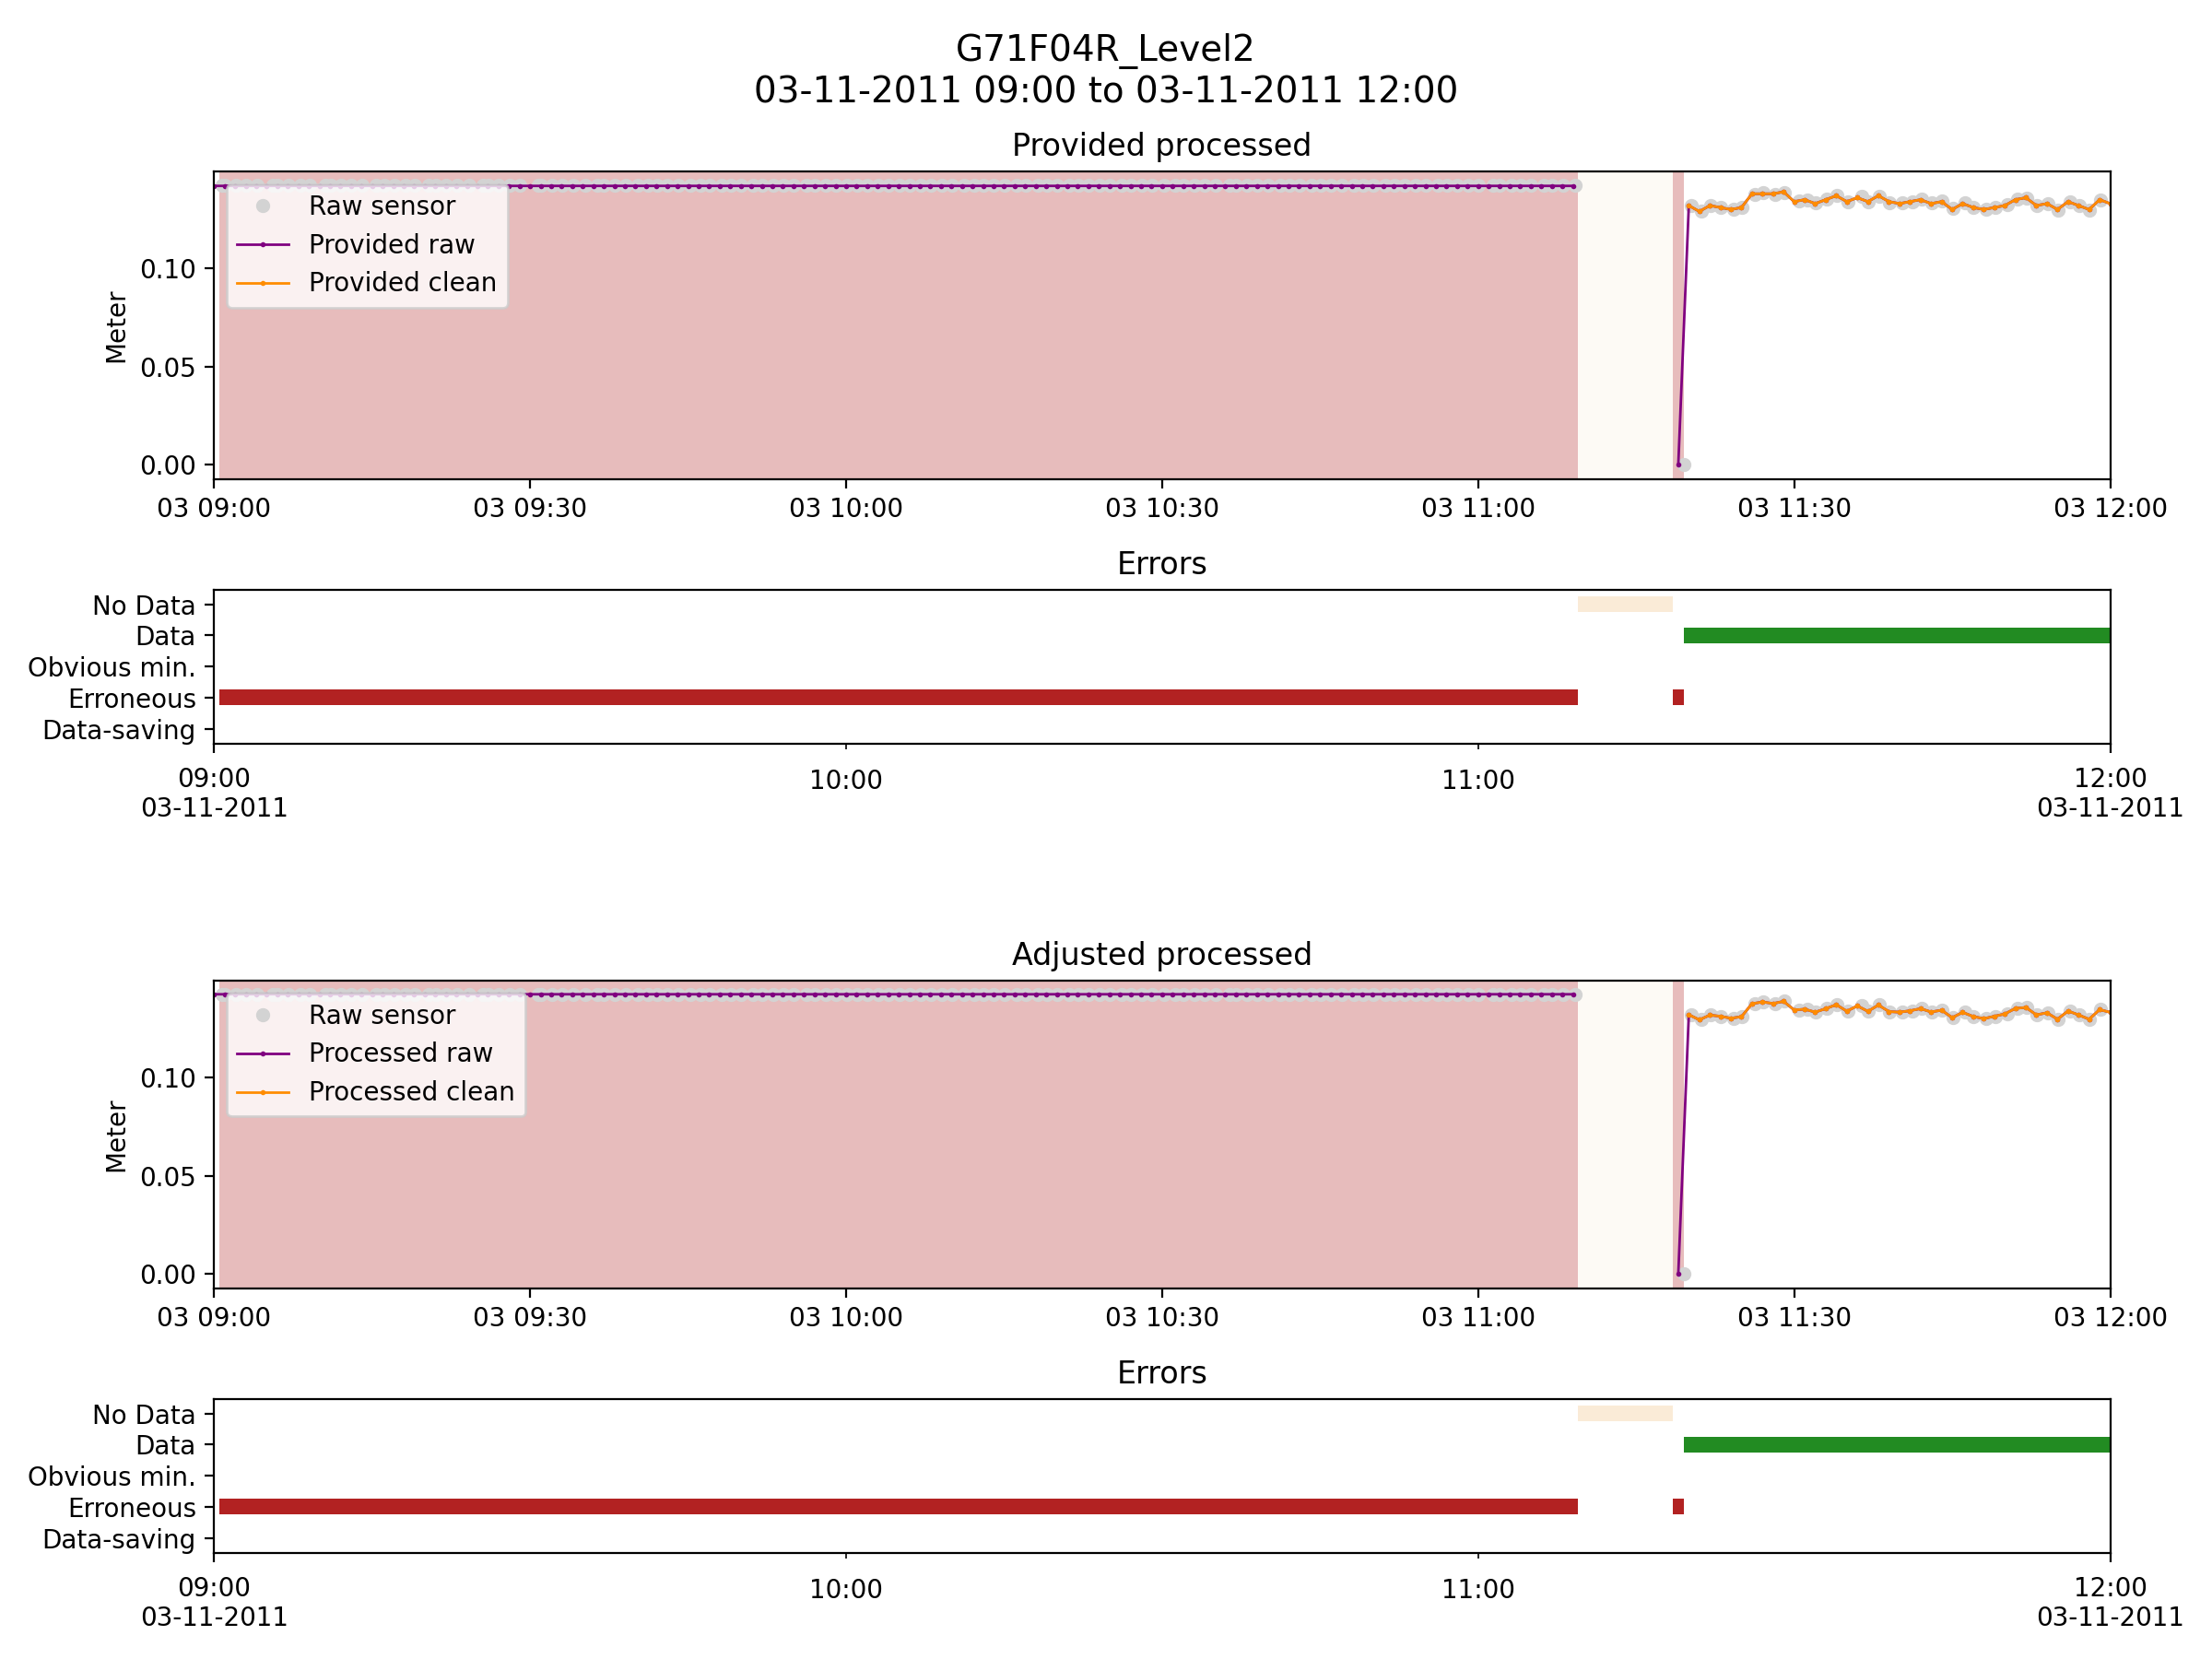 G71F04R_Level2
03-11-2011 09:00 to 03-11-2011 12:00
Provided processed
Raw sensor
Provided raw
Provided clean
Meter
0.10
0.05
0.00
03 09:00 03 09:30 03 10:00 03 10:30 03 11:00 03 11:30 03 12:00
Errors
No Data
Data
Obvious min.
Erroneous
Data-saving
09:00 10:00 11:00 12:00
03-11-2011 03-11-2011
Adjusted processed
Raw sensor
Processed raw
Processed clean
Meter
0.10
0.05
0.00
03 09:00 03 09:30 03 10:00 03 10:30 03 11:00 03 11:30 03 12:00
Errors
No Data
Data
Obvious min.
Erroneous
Data-saving
09:00 10:00 11:00 12:00
03-11-2011 03-11-2011